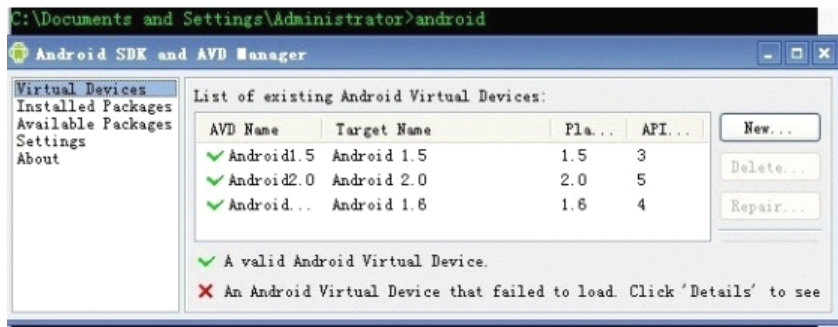 C:\Documents and Settings\Administrator>android
Android SDK and AVD Manager
Virtual Devices
Installed Packages
Available Packages
Settings
About
List of existing Android Virtual Devices:
AVD Name Target Name Pla... API...
Android1.5 Android 1.5 1.5 3
Android2.0 Android 2.0 2.0 5
Android... Android 1.6 1.6 4
New...
Delete...
Repair...
A valid Android Virtual Device.
An Android Virtual Device that failed to load. Click 'Details' to see